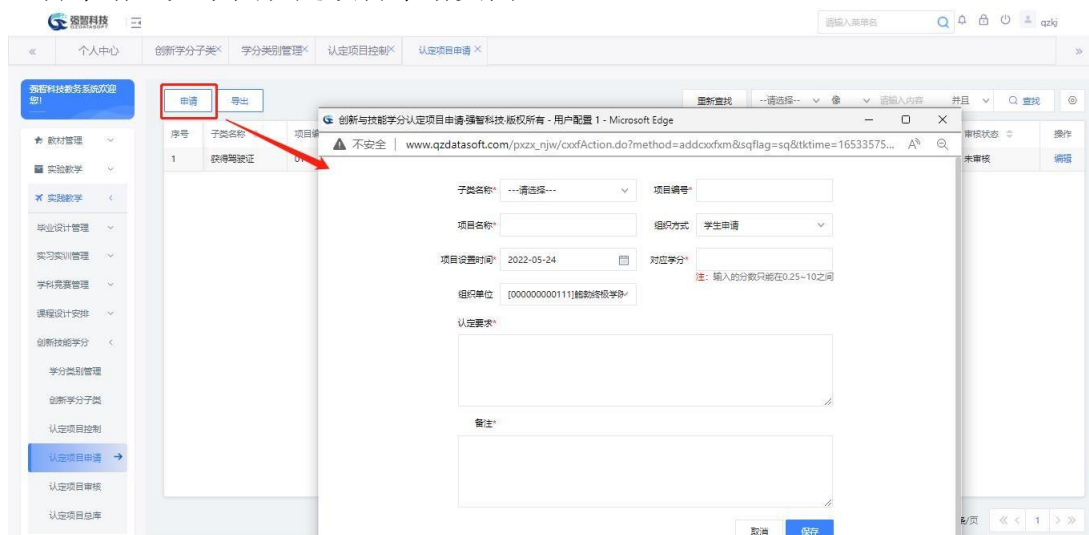 强智科技
请输入菜单名
qzkj
«
个人中心
创新学分子类×
学分类别管理×
认定项目控制×
认定项目申请 ×
»
强智科技教务系统欢迎您!
申请
导出
重新查找
---请选择---
像
请输入内容
并且
查找
序号
子类名称
审核状态
操作
1
获得驾驶证
未审核
编辑
教材管理
实验教学
实践教学
毕业设计管理
实习实训管理
学科竞赛管理
课程设计安排
创新技能学分
学分类别管理
创新学分子类
认定项目控制
认定项目申请
认定项目审核
认定项目总库
创新与技能学分认定项目申请-强智科技-版权所有 - 用户配置 1 - Microsoft Edge
不安全 | www.qzdatasoft.com/pxzx_njw/cxxfAction.do?method=addcxxfxm&sqflag=sq&tktime=16533575...
子类名称* ---请选择---
项目编号*
项目名称*
组织方式 学生申请
项目设置时间* 2022-05-24
对应学分*
注: 输入的分数只能在0.25~10之间
组织单位
认定要求*
备注*
取消
保存
条/页
1